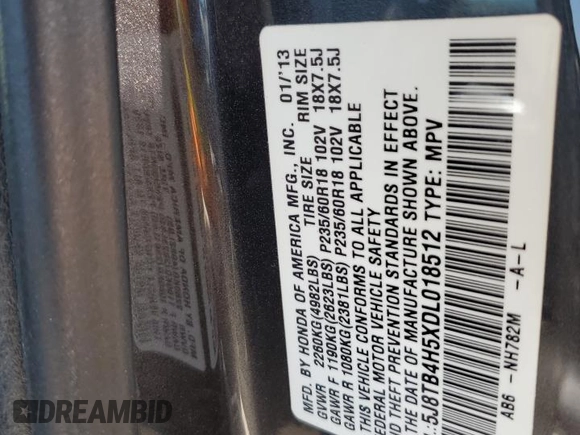 MFD. BY HONDA OF AMERICA MFG., INC. 01/'13
GVWR 2260KG(4982LBS) TIRE SIZE RIM SIZE
GAWR F 1190KG(2623LBS) P235/60R18 102V 18X7.5J
GAWR R 1080KG(2381LBS) P235/60R18 102V 18X7.5J
THIS VEHICLE CONFORMS TO ALL APPLICABLE
FEDERAL MOTOR VEHICLE SAFETY
AND THEFT PREVENTION STANDARDS IN EFFECT
THE DATE OF MANUFACTURE SHOWN ABOVE.
:5J8TB4H5XDL018512 TYPE: MPV
AB6 -NH782M -A-L
© AUTOBIDMASTER